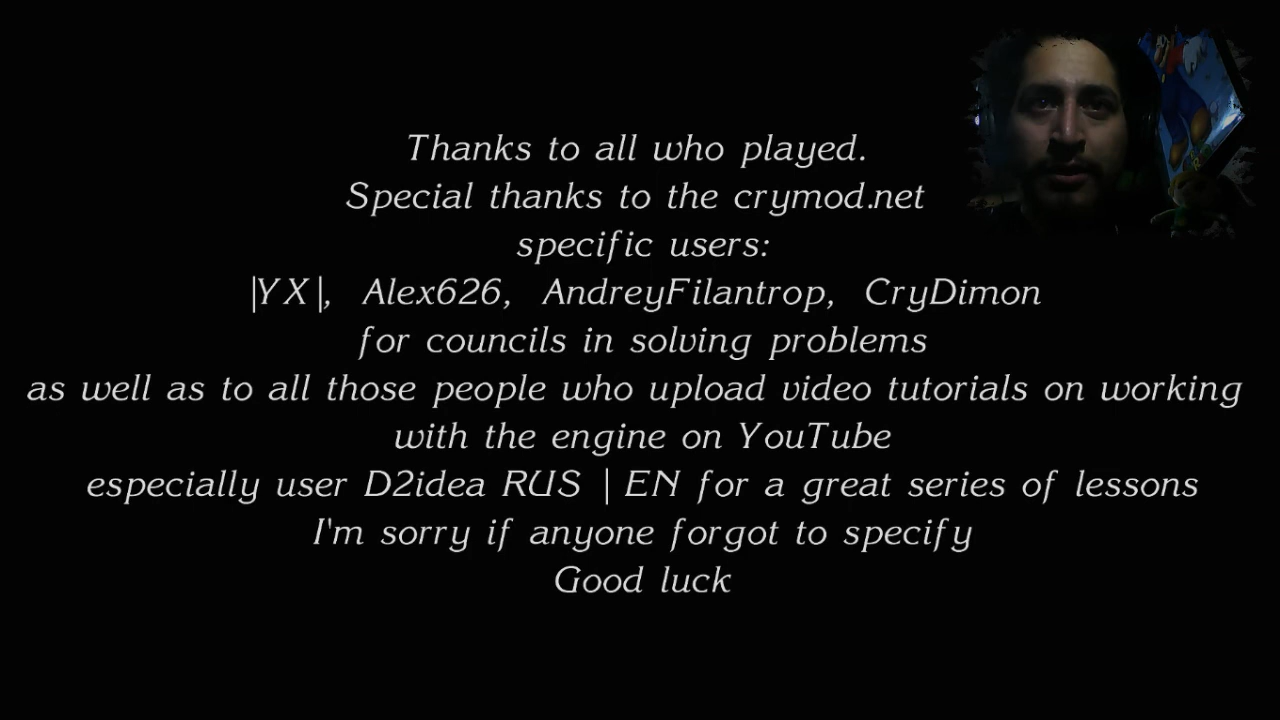 Thanks to all who played.
Special thanks to the crymod.net
specific users:
|YX|, Alex626, AndreyFilantrop, CryDimon
for councils in solving problems
as well as to all those people who upload video tutorials on working
with the engine on YouTube
especially user D2idea RUS | EN for a great series of lessons
I'm sorry if anyone forgot to specify
Good luck